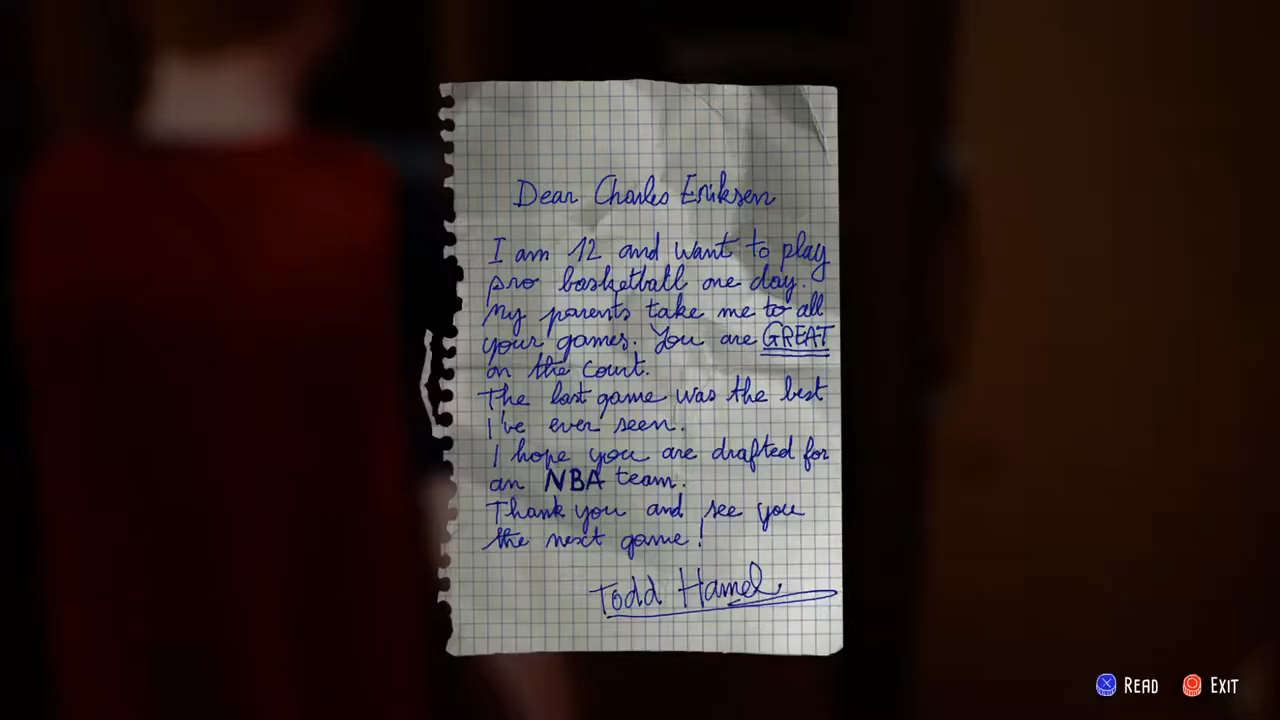 Dear Charles Eriksen
I am 12 and want to play
pro basketball one day.
My parents take me to all
your games. You are GREAT
on the court.
The last game was the best
I've ever seen.
I hope you are drafted for
an NBA team.
Thank you and see you
the next game!
Todd Hamel
READ EXIT